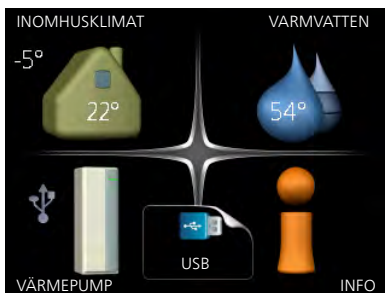 INOMHUSKLIMAT
VARMVATTEN
-5°
22°
54°
USB
VÄRMEPUMP
INFO